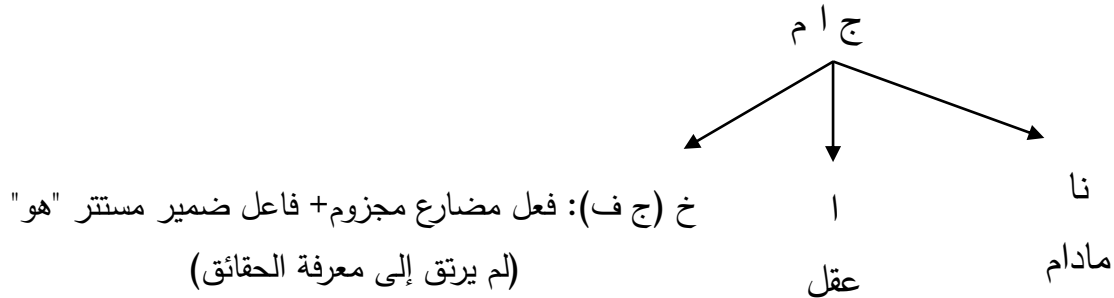 ج ا م
نا
مادام
ا
عقل
خ (ج ف): فعل مضارع مجزوم+ فاعل ضمير مستتر "هو"
(لم يرتق إلى معرفة الحقائق)